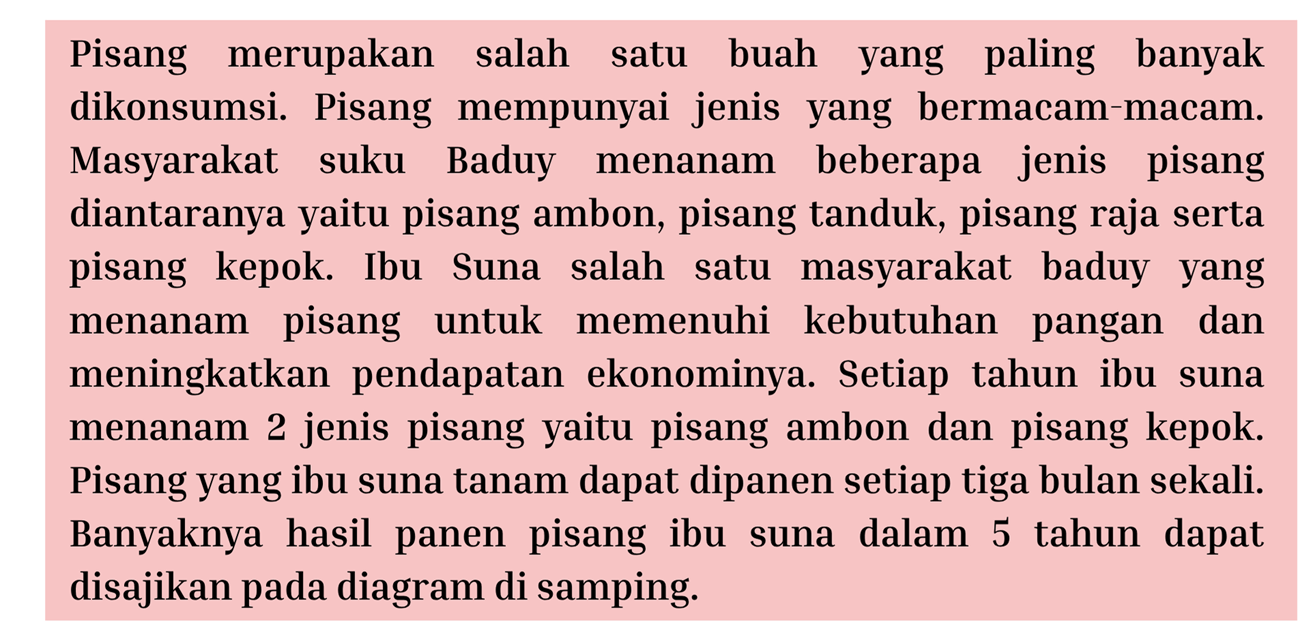 Pisang merupakan salah satu buah yang paling banyak
dikonsumsi. Pisang mempunyai jenis yang bermacam-macam.
Masyarakat suku Baduy menanam beberapa jenis pisang
diantaranya yaitu pisang ambon, pisang tanduk, pisang raja serta
pisang kepok. Ibu Suna salah satu masyarakat baduy yang
menanam pisang untuk memenuhi kebutuhan pangan dan
meningkatkan pendapatan ekonominya. Setiap tahun ibu suna
menanam 2 jenis pisang yaitu pisang ambon dan pisang kepok.
Pisang yang ibu suna tanam dapat dipanen setiap tiga bulan sekali.
Banyaknya hasil panen pisang ibu suna dalam 5 tahun dapat
disajikan pada diagram di samping.